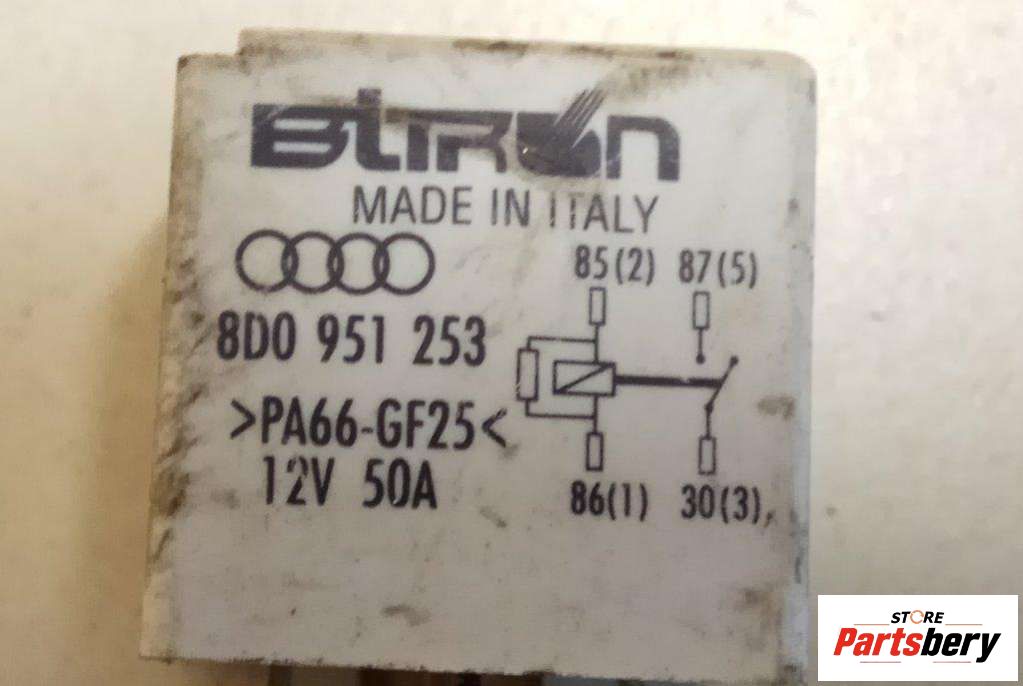 BITRON
MADE IN ITALY
8D0 951 253
>PA66-GF25<
12V 50A
85(2) 87(5)
86(1) 30(3)
STORE
Partsbery